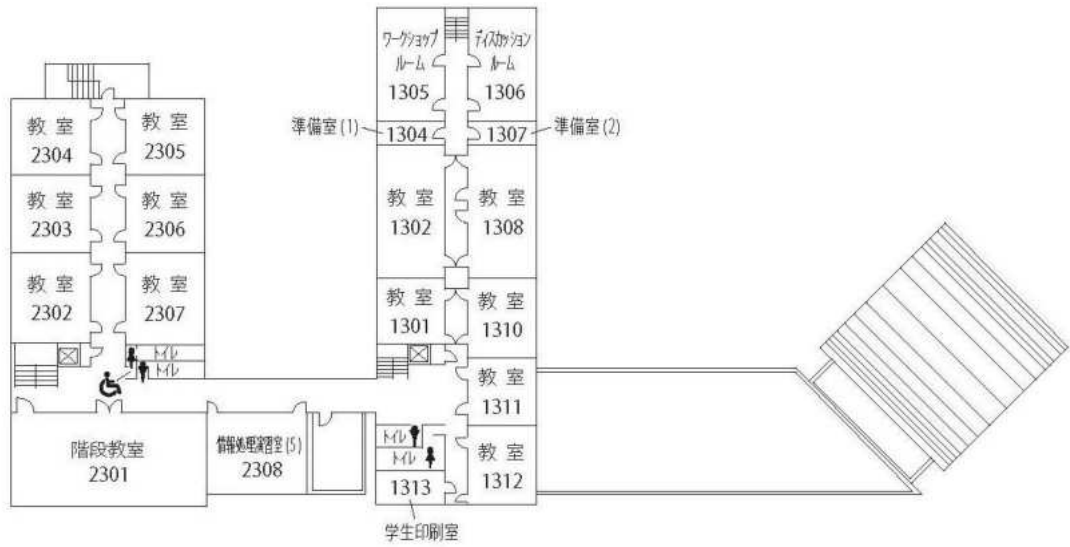 教室
2304
教室
2305
教室
2303
教室
2306
教室
2302
教室
2307
トイレ
トイレ
階段教室
2301
情報処理演習室(5)
2308
ワークショップ
ルーム
1305
ディスカッション
ルーム
1306
準備室(1)
1304
1307
準備室(2)
教室
1302
教室
1308
教室
1301
教室
1310
教室
1311
トイレ
トイレ
教室
1312
1313
学生印刷室